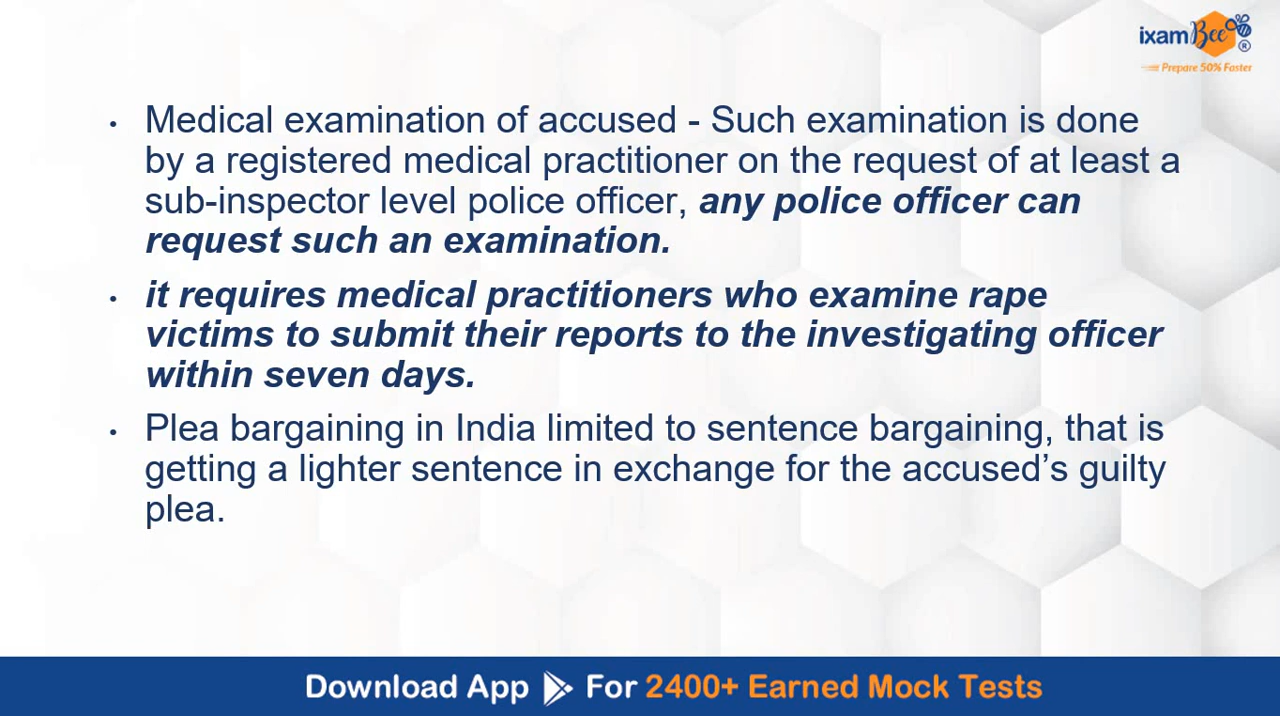 ixamBee®
Prepare 50% Faster
• Medical examination of accused - Such examination is done
by a registered medical practitioner on the request of at least a
sub-inspector level police officer, any police officer can
request such an examination.
• it requires medical practitioners who examine rape
victims to submit their reports to the investigating officer
within seven days.
• Plea bargaining in India limited to sentence bargaining, that is
getting a lighter sentence in exchange for the accused’s guilty
plea.
Download App For 2400+ Earned Mock Tests